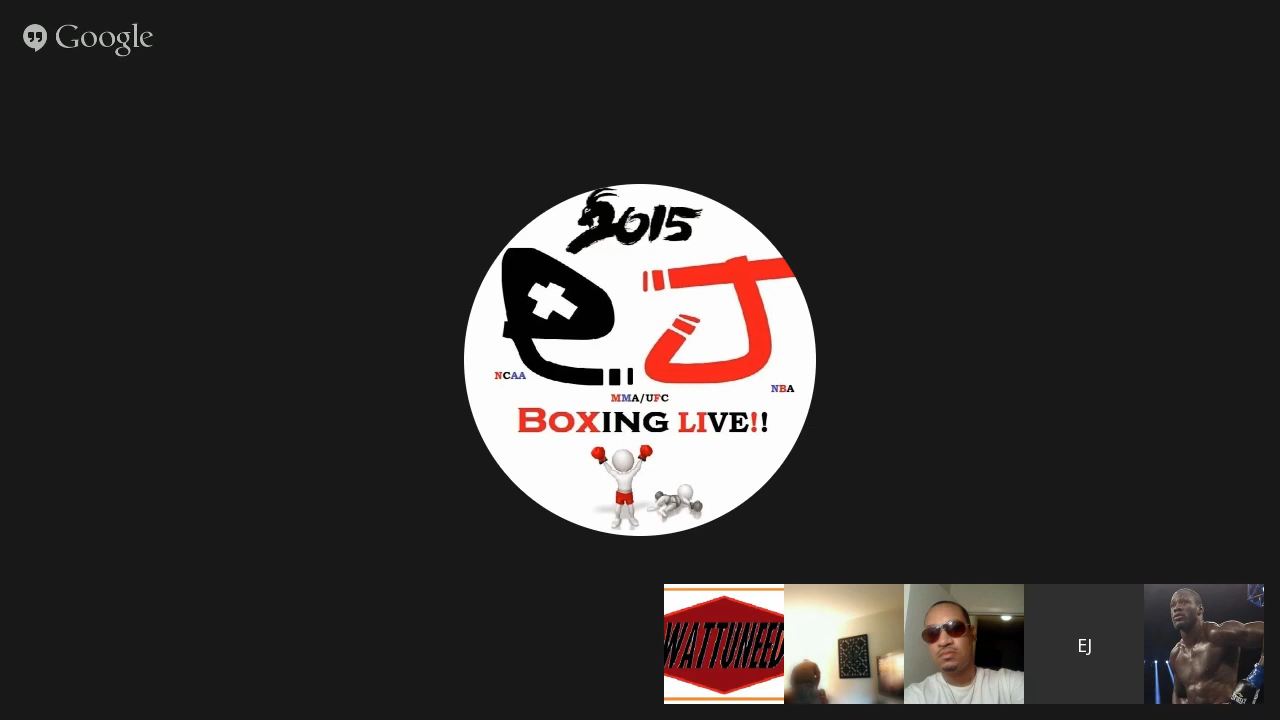 Google
2015
eJ
NCAA
NBA
MMA/UFC
BOXING LIVE!!
WATTUNEED
EJ